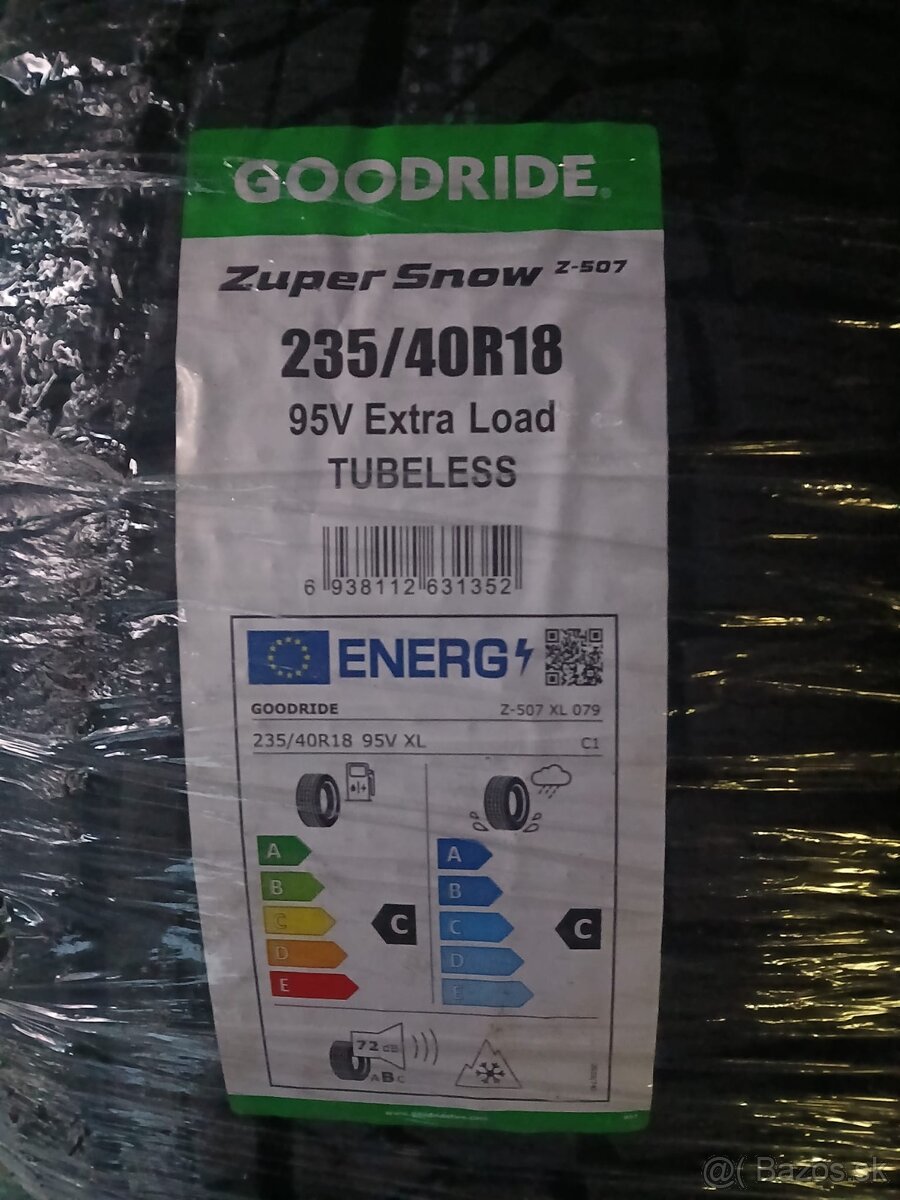 GOODRIDE®
Zuper Snow Z-507
235/40R18
95V Extra Load
TUBELESS
6 938112 631352
ENERG
GOODRIDE Z-507 XL 079
235/40R18 95V XL C1
A A
B B
C C C C
D D
E E
72 dB
ABC
@( Bazos.sk